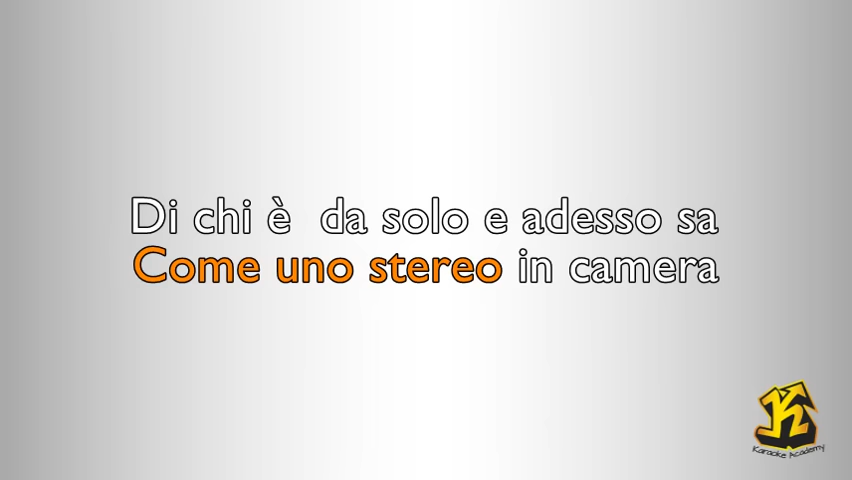 Di chi è  da solo e adesso sa
Come uno stereo in camera
K
Karaoke Academy